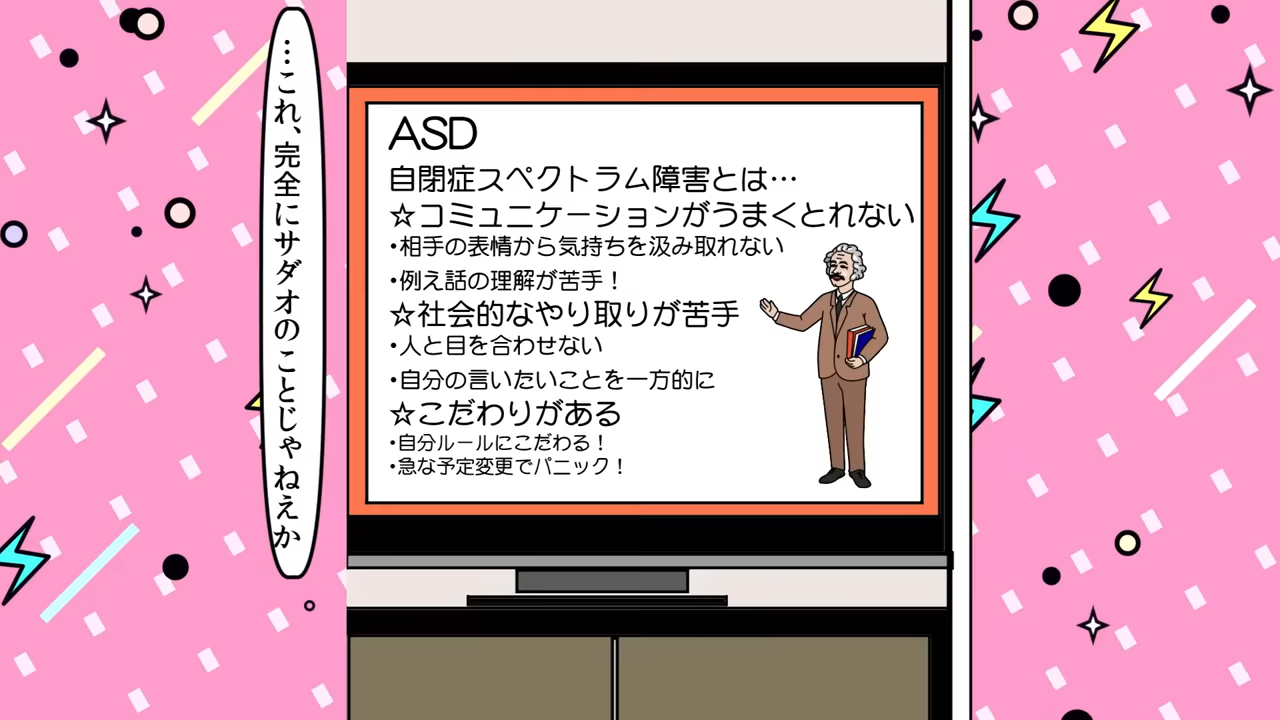 …これ、完全にサダオのことじゃねえか
ASD
自閉症スペクトラム障害とは…
☆コミュニケーションがうまくとれない
•相手の表情から気持ちを汲み取れない
•例え話の理解が苦手！
☆社会的なやり取りが苦手
•人と目を合わせない
•自分の言いたいことを一方的に
☆こだわりがある
•自分ルールにこだわる！
•急な予定変更でパニック！